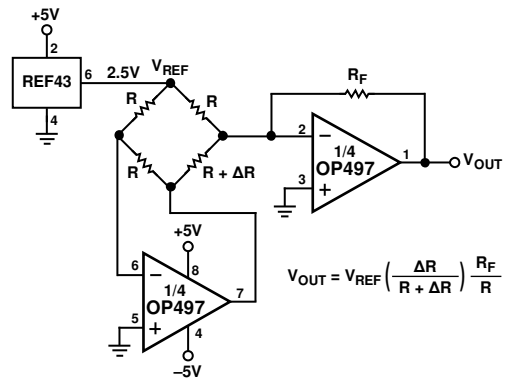 +5V
2
REF43
6
2.5V
4
V_REF
R
R
R
R + ΔR
R_F
2
−
1/4
OP497
3
+
1
V_OUT
+5V
6
−
8
1/4
OP497
7
5
+
4
−5V
V_OUT = V_REF ( ΔR / R + ΔR ) R_F / R